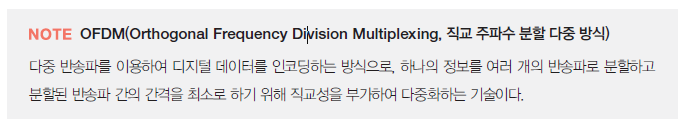 NOTE OFDM(Orthogonal Frequency Division Multiplexing, 직교 주파수 분할 다중 방식)
다중 반송파를 이용하여 디지털 데이터를 인코딩하는 방식으로, 하나의 정보를 여러 개의 반송파로 분할하고
분할된 반송파 간의 간격을 최소로 하기 위해 직교성을 부가하여 다중화하는 기술이다.